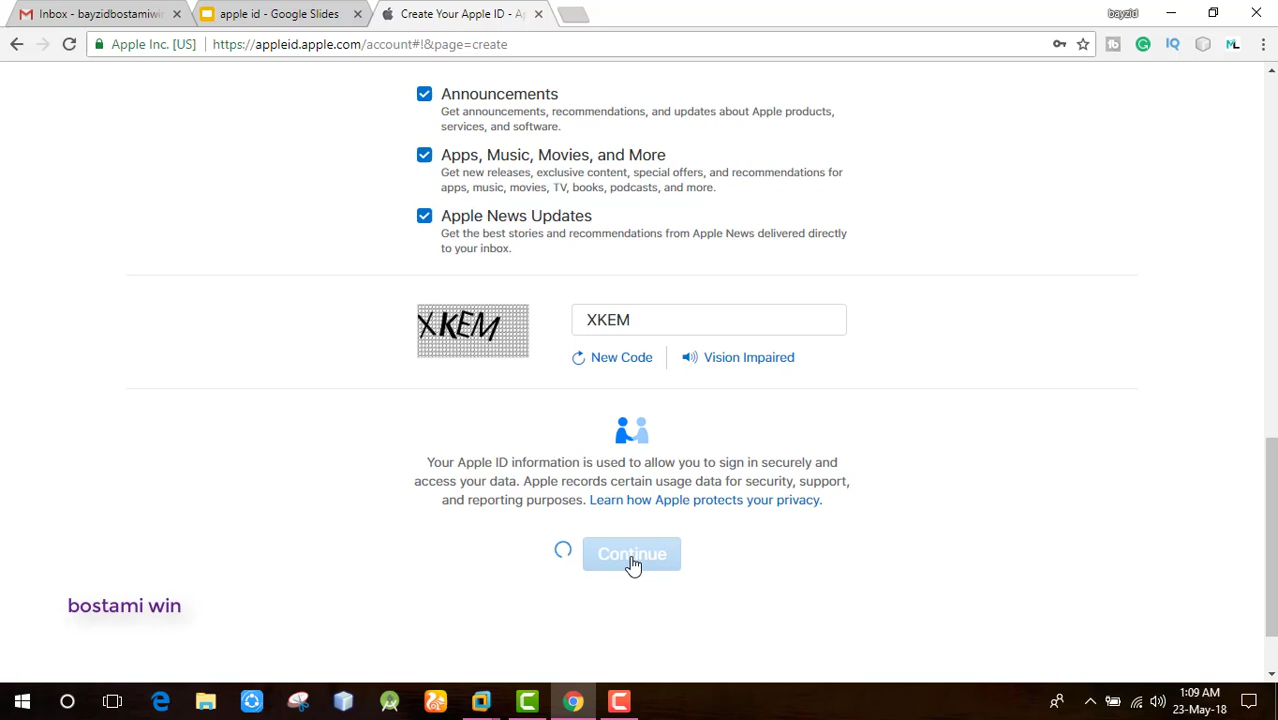 Inbox - bayzidbostamiwin
apple id - Google Slides
Create Your Apple ID - Ap
bayzid
Apple Inc. [US]
https://appleid.apple.com/account#!&page=create
Announcements
Get announcements, recommendations, and updates about Apple products,
services, and software.
Apps, Music, Movies, and More
Get new releases, exclusive content, special offers, and recommendations for
apps, music, movies, TV, books, podcasts, and more.
Apple News Updates
Get the best stories and recommendations from Apple News delivered directly
to your inbox.
XKEM
XKEM
New Code
Vision Impaired
Your Apple ID information is used to allow you to sign in securely and
access your data. Apple records certain usage data for security, support,
and reporting purposes. Learn how Apple protects your privacy.
Continue
bostami win
1:09 AM
23-May-18